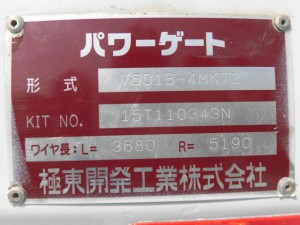 パワーゲート
形式 VS01B-4MKT2
KIT NO. 15T110343N
ワイヤ長:L= 3680 R= 5190
極東開発工業株式会社